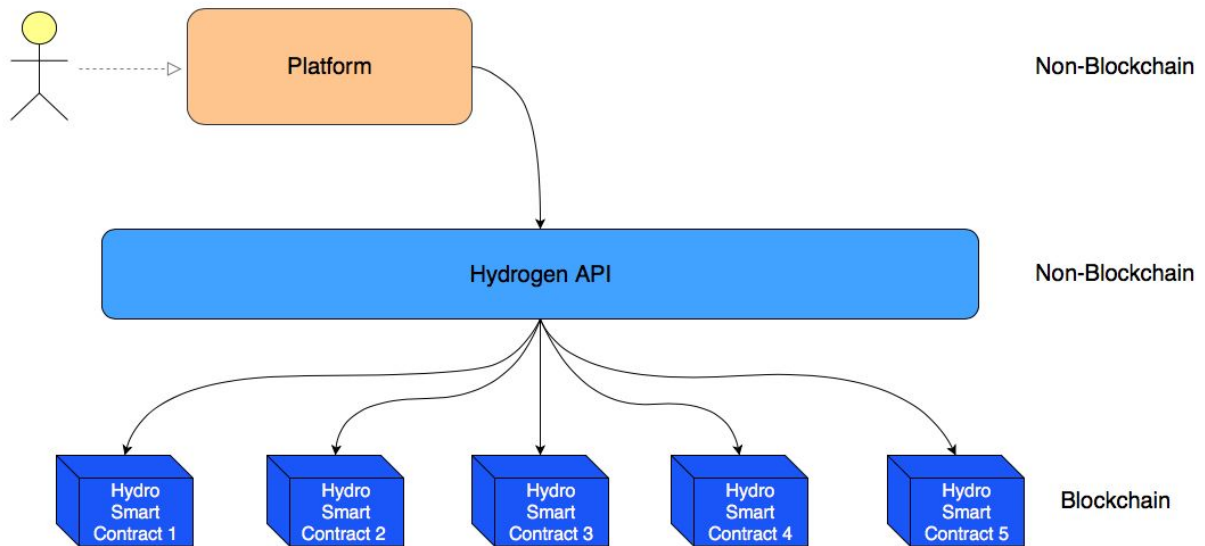 Platform
Non-Blockchain
Hydrogen API
Non-Blockchain
Hydro
Smart
Contract 1
Hydro
Smart
Contract 2
Hydro
Smart
Contract 3
Hydro
Smart
Contract 4
Hydro
Smart
Contract 5
Blockchain